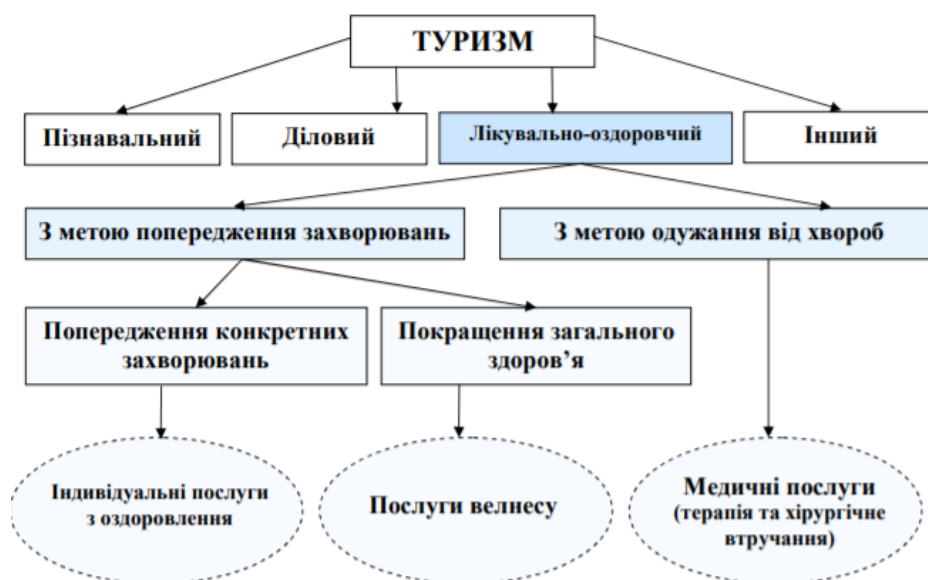 ТУРИЗМ
Пізнавальний
Діловий
Лікувально-оздоровчий
Інший
З метою попередження захворювань
З метою одужання від хвороб
Попередження конкретних
захворювань
Покращення загального
здоров’я
Індивідуальні послуги
з оздоровлення
Послуги велнесу
Медичні послуги
(терапія та хірургічне
втручання)